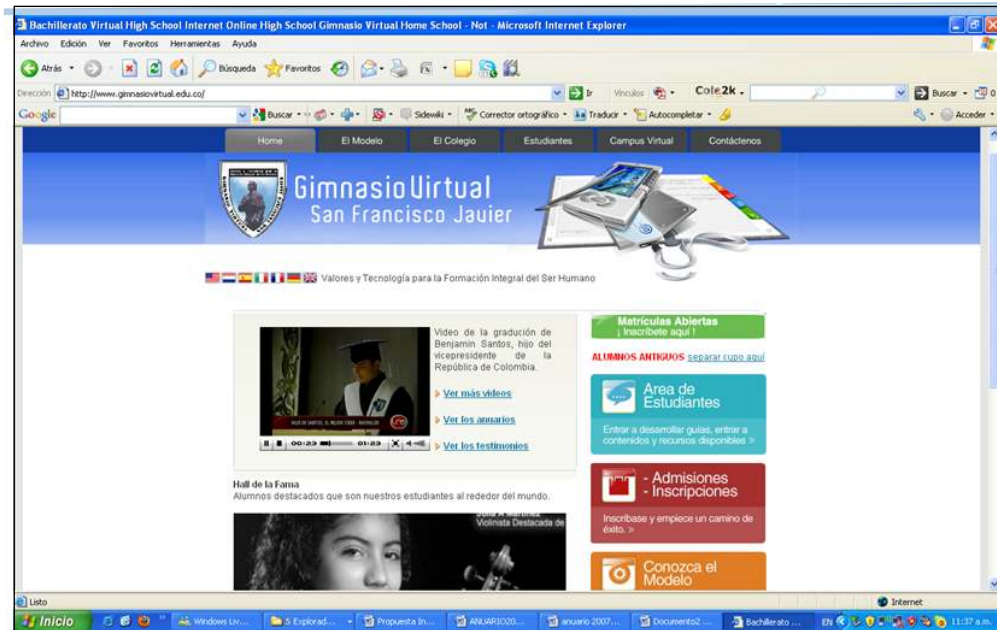 Bachillerato Virtual High School Internet Online High School Gimnasio Virtual Home School - Not - Microsoft Internet Explorer
Archivo Edición Ver Favoritos Herramientas Ayuda
Atrás Búsqueda Favoritos
Dirección http://www.gimnasiovirtual.edu.co/ Ir Vínculos Cole2k Buscar
Google Buscar Sidewiki Corrector ortográfico Traducir Autocompletar Acceder
Home El Modelo El Colegio Estudiantes Campus Virtual Contáctenos
Gimnasio Virtual
San Francisco Javier
Valores y Tecnología para la Formación Integral del Ser Humano
Video de la gradución de
Benjamin Santos, hijo del
vicepresidente de la
República de Colombia.
Ver más videos
Ver los anuarios
Ver los testimonios
00:23 01:23
Matrículas Abiertas
¡ Inscríbete aquí !
ALUMNOS ANTIGUOS separar cupo aquí
Area de
Estudiantes
Entrar a desarrollar guías, entrar a
contenidos y recursos disponibles >
- Admisiones
- Inscripciones
Inscríbase y empiece un camino de
éxito. >
Conozca el
Modelo
Hall de la Fama
Alumnos destacados que son nuestros estudiantes al rededor del mundo.
Violinista Destacada de
Listo Internet
Inicio Windows Liv... 5 Explorad... Propuesta In... ANUARIO20... anuario 2007... Documento2 ... Bachillerato ... EN 11:37 a.m.